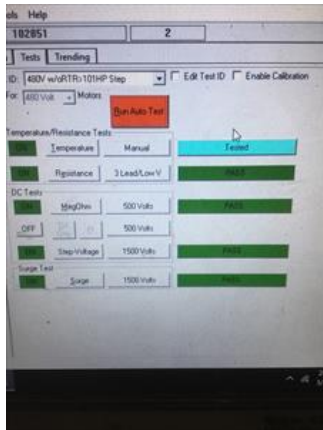 ols Help
102851 2
Tests Trending
ID: 480V w/oRTR>101HP Step Edit Test ID Enable Calibration
For: 480 Volt Motors
Run Auto Test
Temperature/Resistance Tests
ON Temperature Manual Tested
ON Resistance 3 Lead/Low V PASS
DC Tests
ON MegOhm 500 Volts PASS
OFF 500 Volts
ON Step-Voltage 1500 Volts PASS
Surge Test
ON Surge 1500 Volts PASS